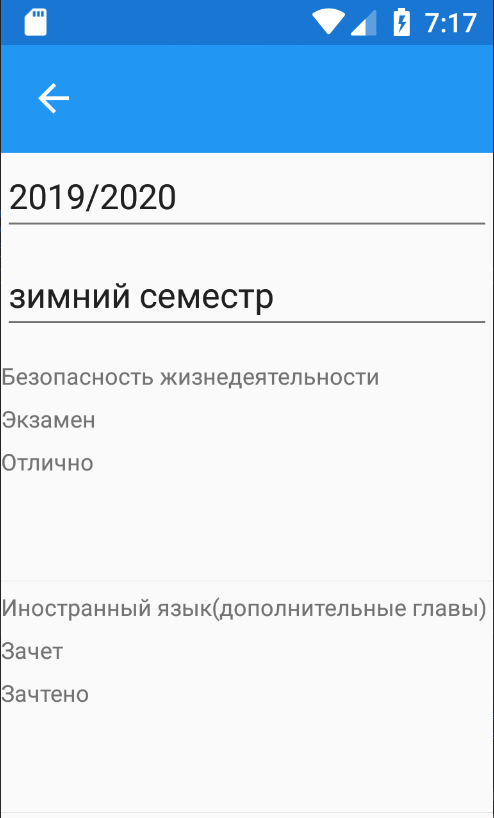 7:17
2019/2020
зимний семестр
Безопасность жизнедеятельности
Экзамен
Отлично
Иностранный язык(дополнительные главы)
Зачет
Зачтено